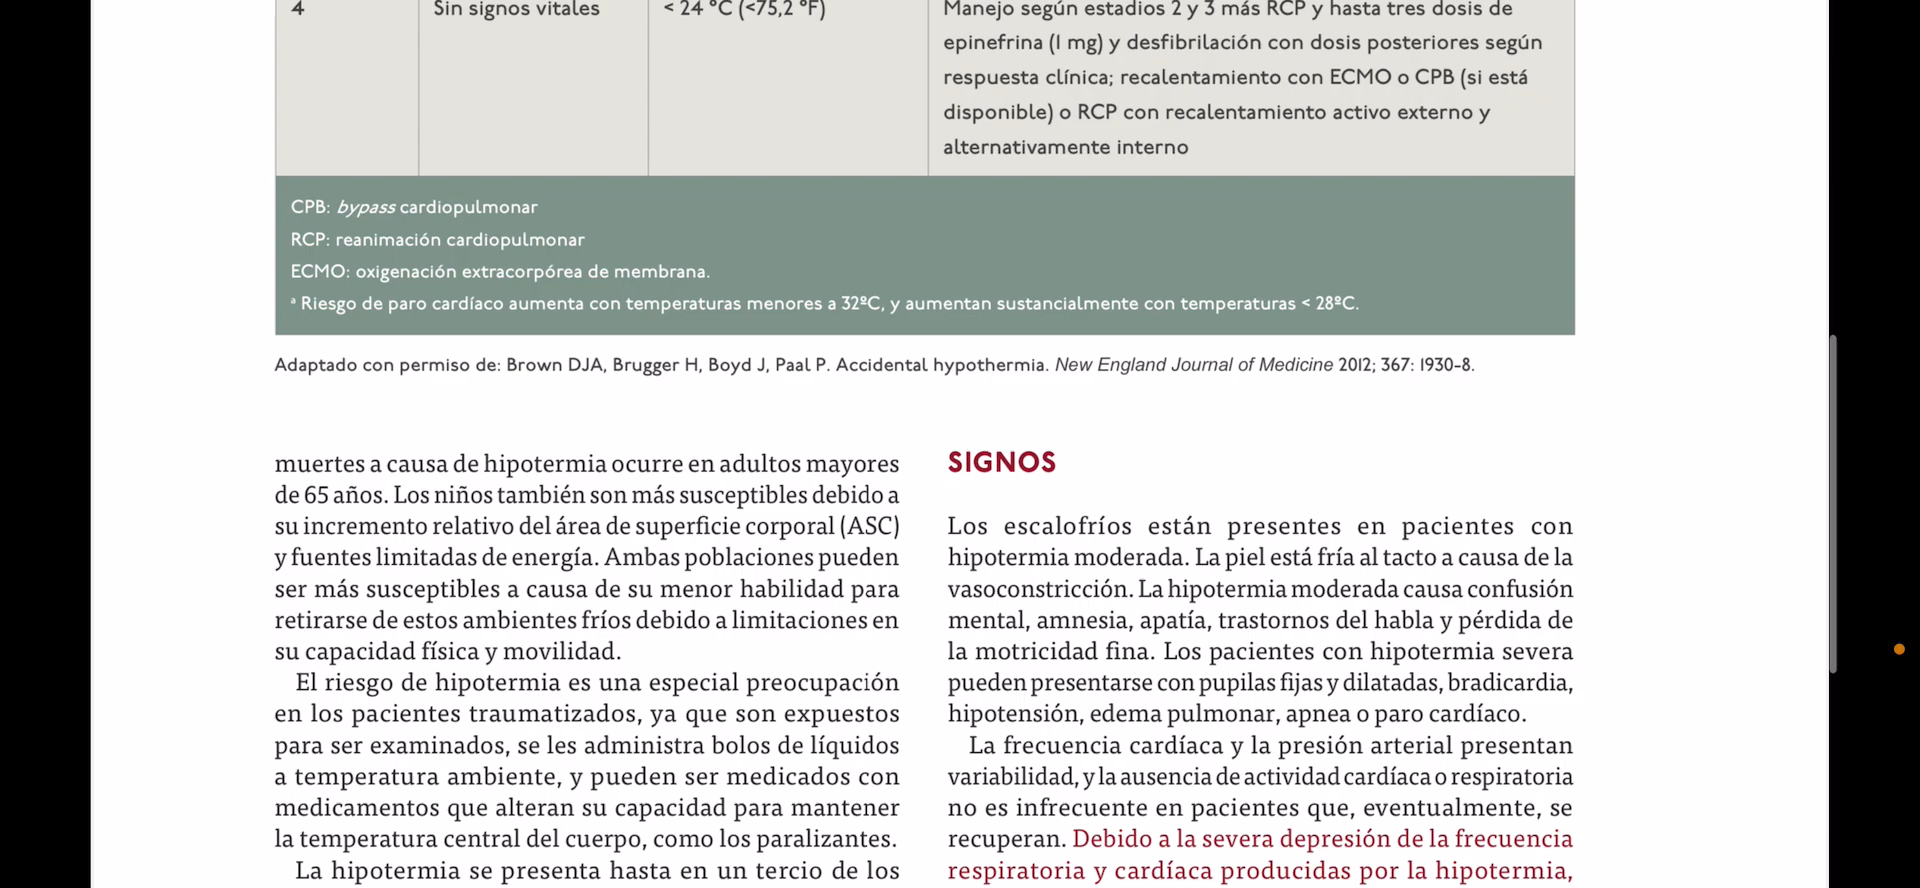 4
Sin signos vitales
< 24 °C (<75,2 °F)
Manejo según estadios 2 y 3 más RCP y hasta tres dosis de
epinefrina (1 mg) y desfibrilación con dosis posteriores según
respuesta clínica; recalentamiento con ECMO o CPB (si está
disponible) o RCP con recalentamiento activo externo y
alternativamente interno
CPB: bypass cardiopulmonar
RCP: reanimación cardiopulmonar
ECMO: oxigenación extracorpórea de membrana.
ª Riesgo de paro cardíaco aumenta con temperaturas menores a 32ºC, y aumentan sustancialmente con temperaturas < 28ºC.
Adaptado con permiso de: Brown DJA, Brugger H, Boyd J, Paal P. Accidental hypothermia. New England Journal of Medicine 2012; 367: 1930-8.
muertes a causa de hipotermia ocurre en adultos mayores
de 65 años. Los niños también son más susceptibles debido a
su incremento relativo del área de superficie corporal (ASC)
y fuentes limitadas de energía. Ambas poblaciones pueden
ser más susceptibles a causa de su menor habilidad para
retirarse de estos ambientes fríos debido a limitaciones en
su capacidad física y movilidad.
El riesgo de hipotermia es una especial preocupación
en los pacientes traumatizados, ya que son expuestos
para ser examinados, se les administra bolos de líquidos
a temperatura ambiente, y pueden ser medicados con
medicamentos que alteran su capacidad para mantener
la temperatura central del cuerpo, como los paralizantes.
La hipotermia se presenta hasta en un tercio de los
SIGNOS
Los escalofríos están presentes en pacientes con
hipotermia moderada. La piel está fría al tacto a causa de la
vasoconstricción. La hipotermia moderada causa confusión
mental, amnesia, apatía, trastornos del habla y pérdida de
la motricidad fina. Los pacientes con hipotermia severa
pueden presentarse con pupilas fijas y dilatadas, bradicardia,
hipotensión, edema pulmonar, apnea o paro cardíaco.
La frecuencia cardíaca y la presión arterial presentan
variabilidad, y la ausencia de actividad cardíaca o respiratoria
no es infrecuente en pacientes que, eventualmente, se
recuperan. Debido a la severa depresión de la frecuencia
respiratoria y cardíaca producidas por la hipotermia,